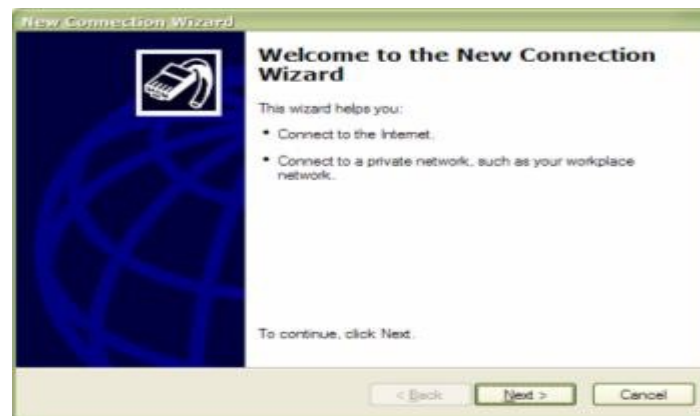 New Connection Wizard
Welcome to the New Connection
Wizard
This wizard helps you:
• Connect to the Internet.
• Connect to a private network, such as your workplace
network.
To continue, click Next.
< Back
Next >
Cancel